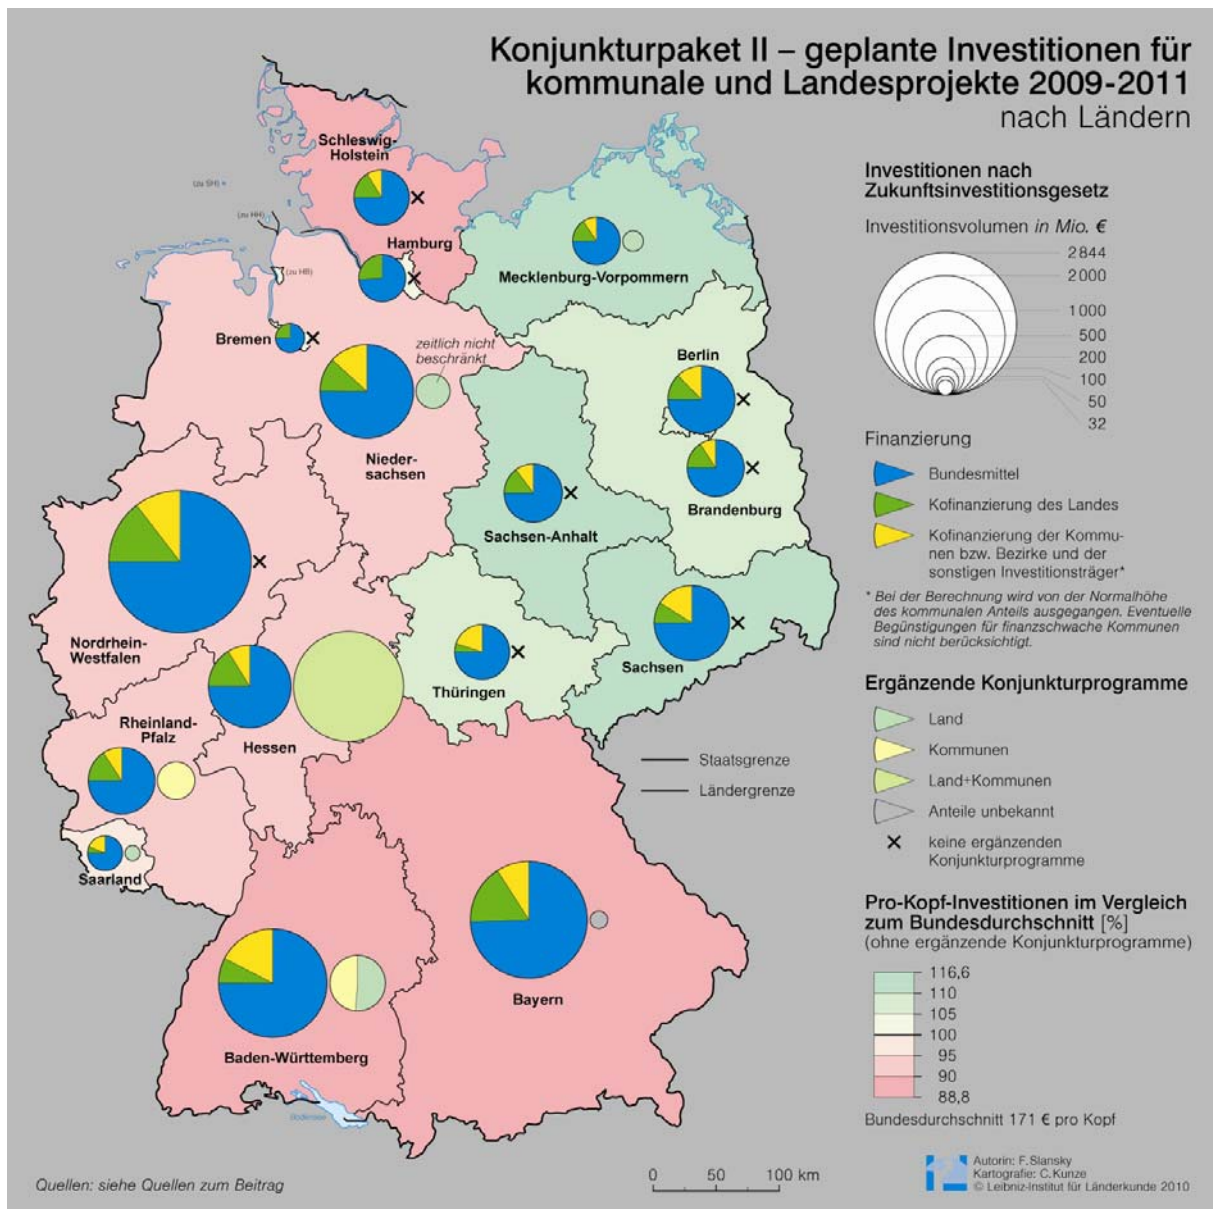 Konjunkturpaket II – geplante Investitionen für
kommunale und Landesprojekte 2009-2011
nach Ländern
Schleswig-
Holstein
(zu SH)
(zu HH)
Hamburg
(zu HB)
Mecklenburg-Vorpommern
Bremen
zeitlich nicht
beschränkt
Berlin
Nieder-
sachsen
Brandenburg
Sachsen-Anhalt
Nordrhein-
Westfalen
Sachsen
Thüringen
Rheinland-
Pfalz
Hessen
Saarland
Bayern
Baden-Württemberg
Bodensee
Staatsgrenze
Ländergrenze
Investitionen nach
Zukunftsinvestitionsgesetz
Investitionsvolumen in Mio. €
2844
2000
1000
500
200
100
50
32
Finanzierung
Bundesmittel
Kofinanzierung des Landes
Kofinanzierung der Kommu-
nen bzw. Bezirke und der
sonstigen Investitionsträger*
* Bei der Berechnung wird von der Normalhöhe
des kommunalen Anteils ausgegangen. Eventuelle
Begünstigungen für finanzschwache Kommunen
sind nicht berücksichtigt.
Ergänzende Konjunkturprogramme
Land
Kommunen
Land+Kommunen
Anteile unbekannt
keine ergänzenden
Konjunkturprogramme
Pro-Kopf-Investitionen im Vergleich
zum Bundesdurchschnitt [%]
(ohne ergänzende Konjunkturprogramme)
116,6
110
105
100
95
90
88,8
Bundesdurchschnitt 171 € pro Kopf
Quellen: siehe Quellen zum Beitrag
0 50 100 km
Autorin: F.Slansky
Kartografie: C.Kunze
© Leibniz-Institut für Länderkunde 2010